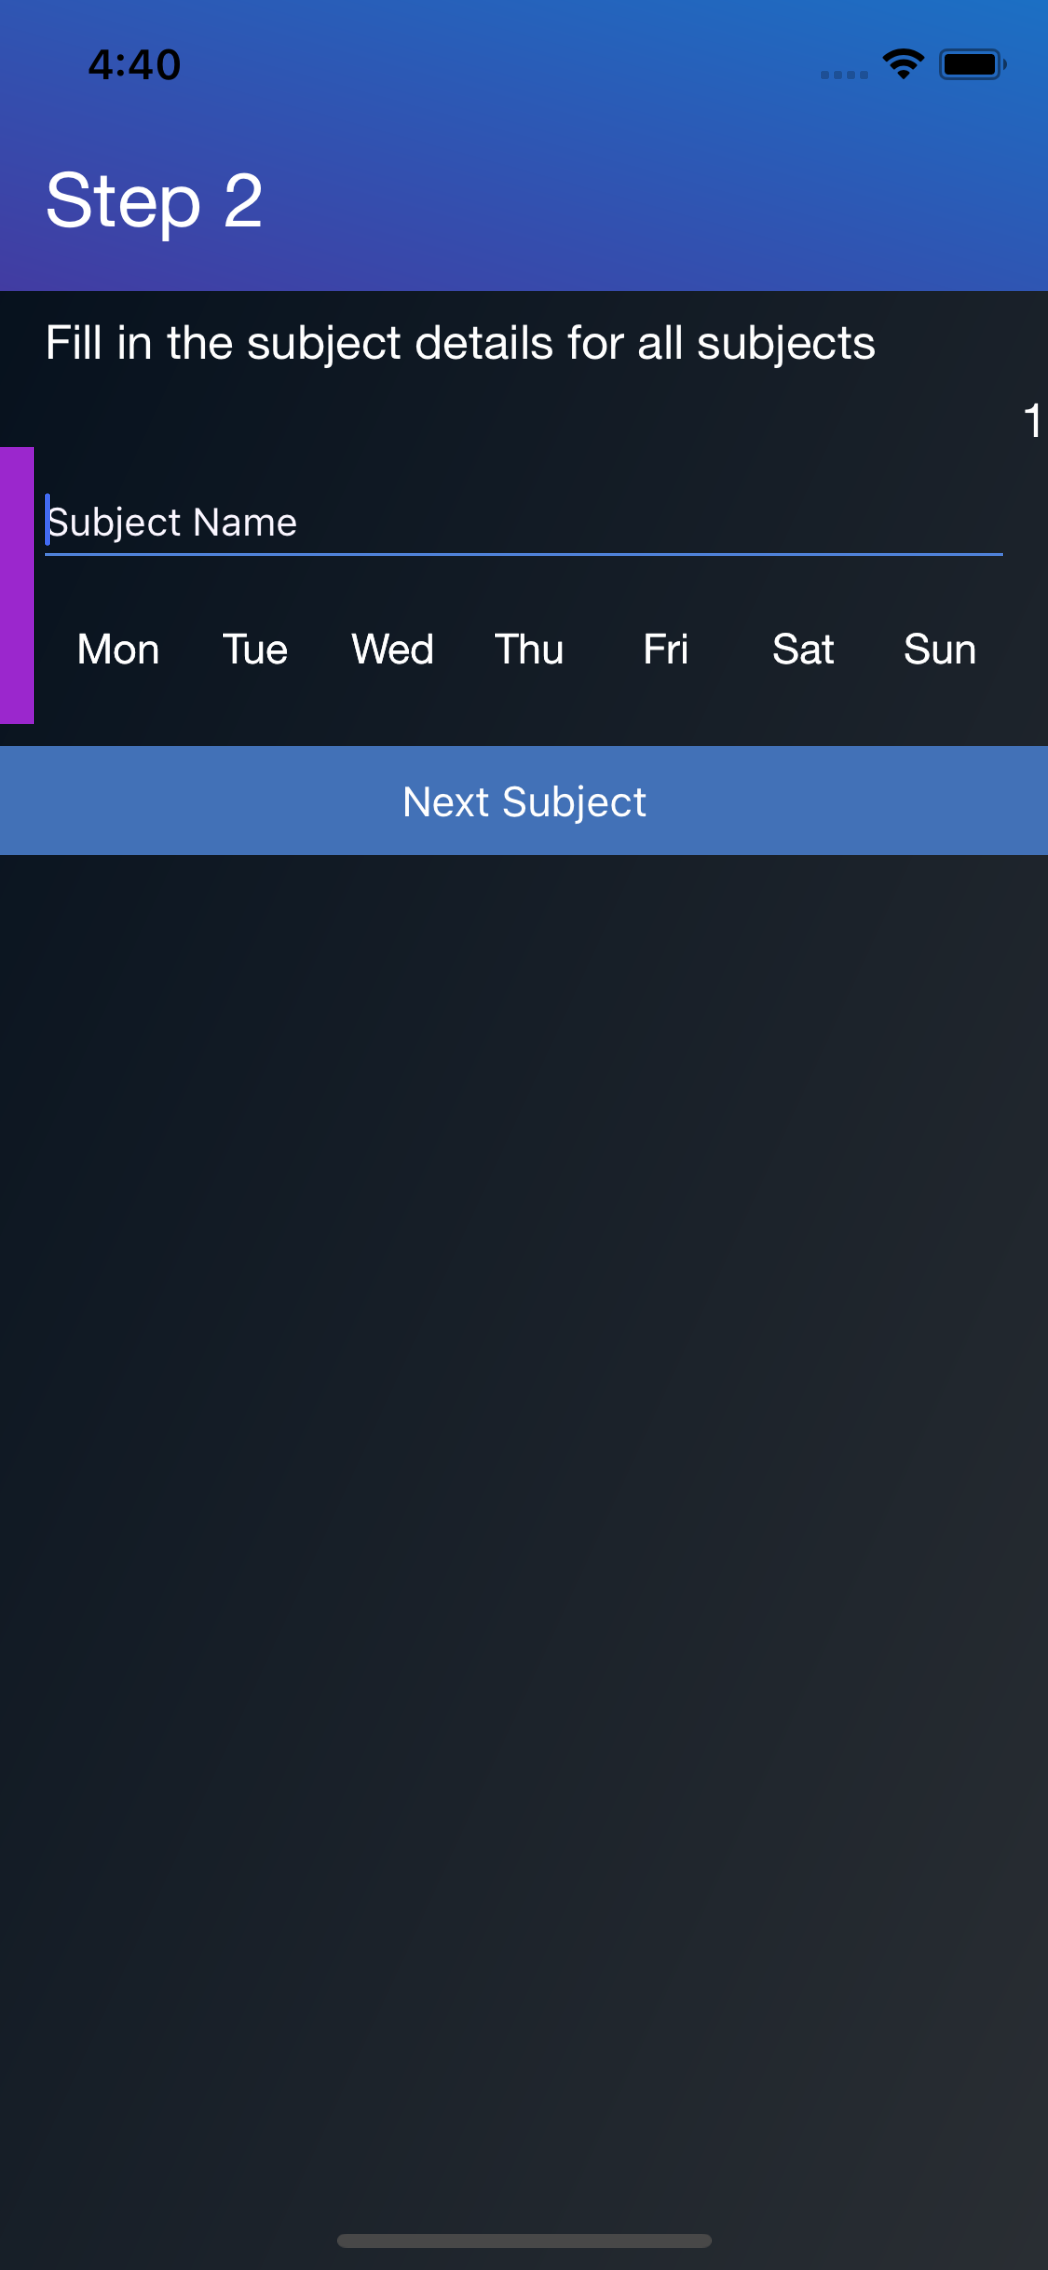 4:40
Step 2
Fill in the subject details for all subjects
1
Subject Name
Mon Tue Wed Thu Fri Sat Sun
Next Subject